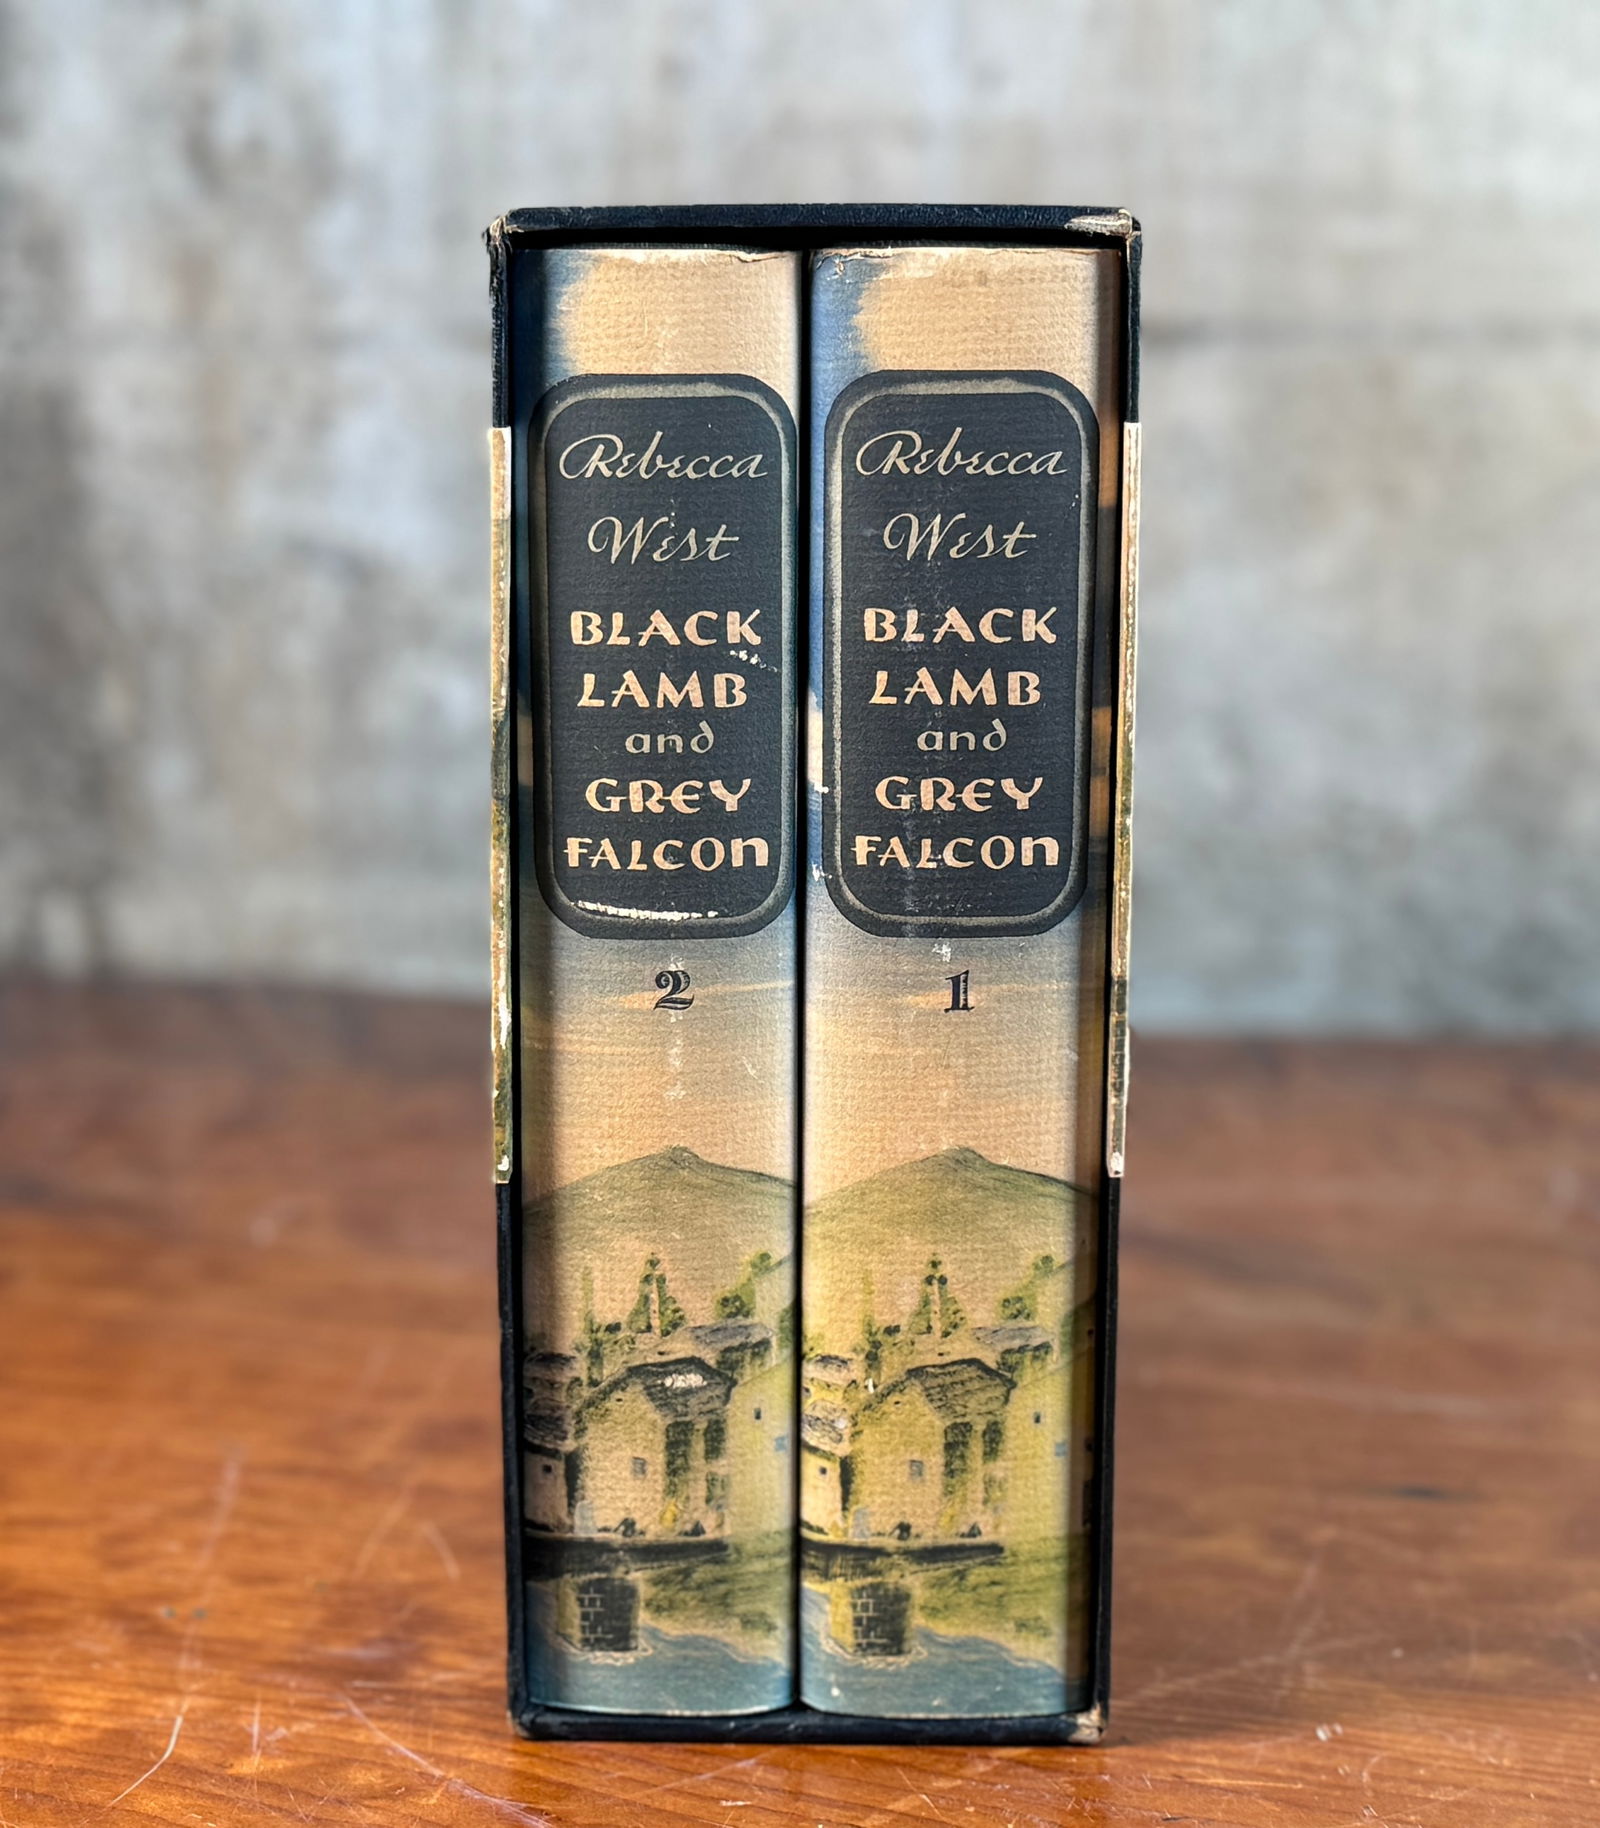 Rebecca
West
BLACK
LAMB
and
GREY
FALCON
2
Rebecca
West
BLACK
LAMB
and
GREY
FALCON
1